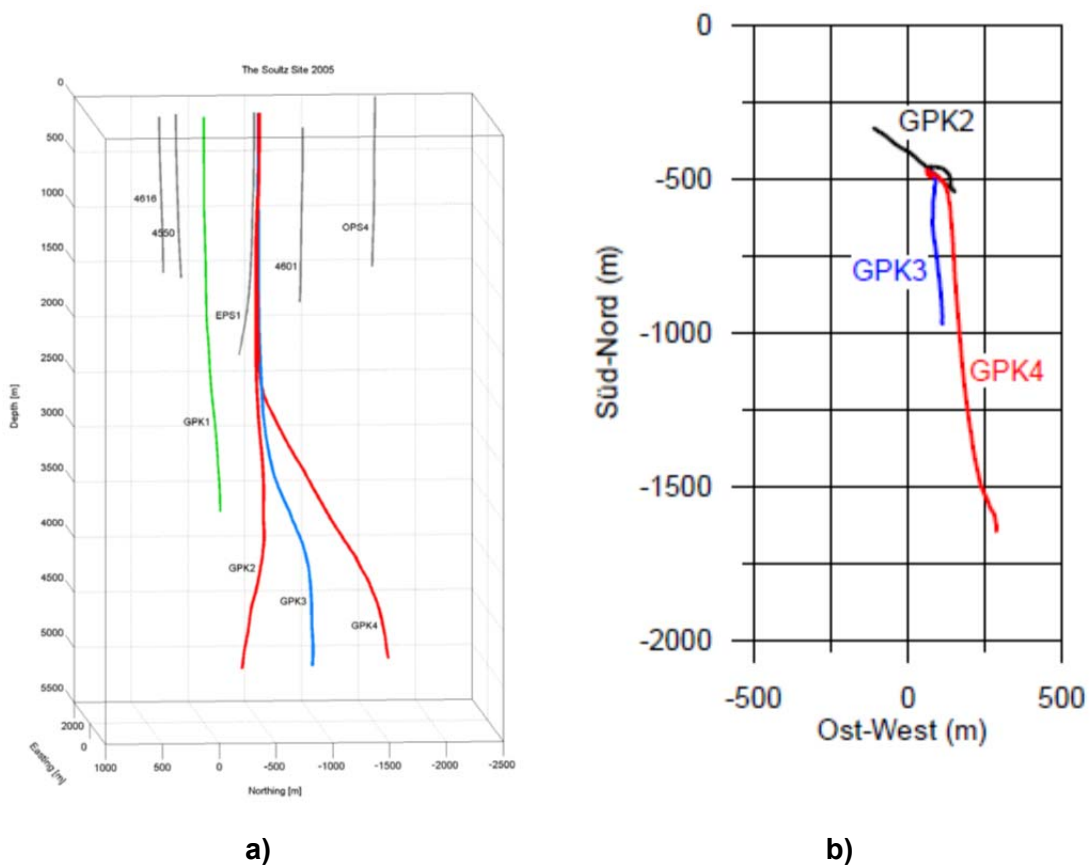 The Soultz Site 2005
0
500
1000
1500
2000
2500
3000
3500
4000
4500
5000
5500
Depth [m]
4616
4550
EPS1
4601
OPS4
GPK1
GPK2
GPK3
GPK4
2000
0
Easting [m]
1000
500
0
-500
-1000
-1500
-2000
-2500
Northing [m]
a)
0
-500
-1000
-1500
-2000
Süd-Nord (m)
GPK2
GPK3
GPK4
-500
0
500
Ost-West (m)
b)